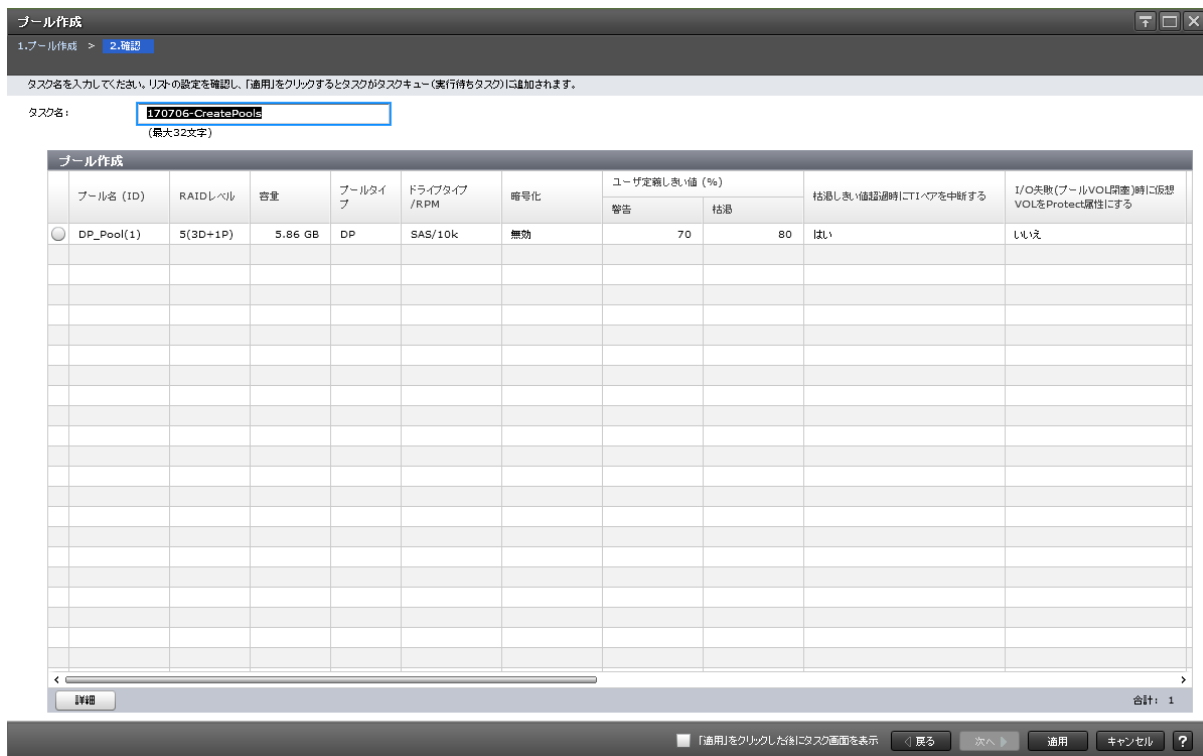 プール作成
1.プール作成 > 2.確認
タスク名を入力してください。リストの設定を確認し、「適用」をクリックするとタスクがタスクキュー(実行待ちタスク)に追加されます。
タスク名:
170706-CreatePools
(最大32文字)
プール作成
プール名 (ID)
RAIDレベル
容量
プールタイ
プ
ドライブタイプ
/RPM
暗号化
ユーザ定義しきい値 (%)
警告
枯渇
枯渇しきい値超過時にTIペアを中断する
I/O失敗(プールVOL閉塞)時に仮想
VOLをProtect属性にする
DP_Pool(1) 5(3D+1P) 5.86 GB DP SAS/10k 無効 70 80 はい いいえ
詳細
合計: 1
「適用」をクリックした後にタスク画面を表示 戻る 次へ 適用 キャンセル ?